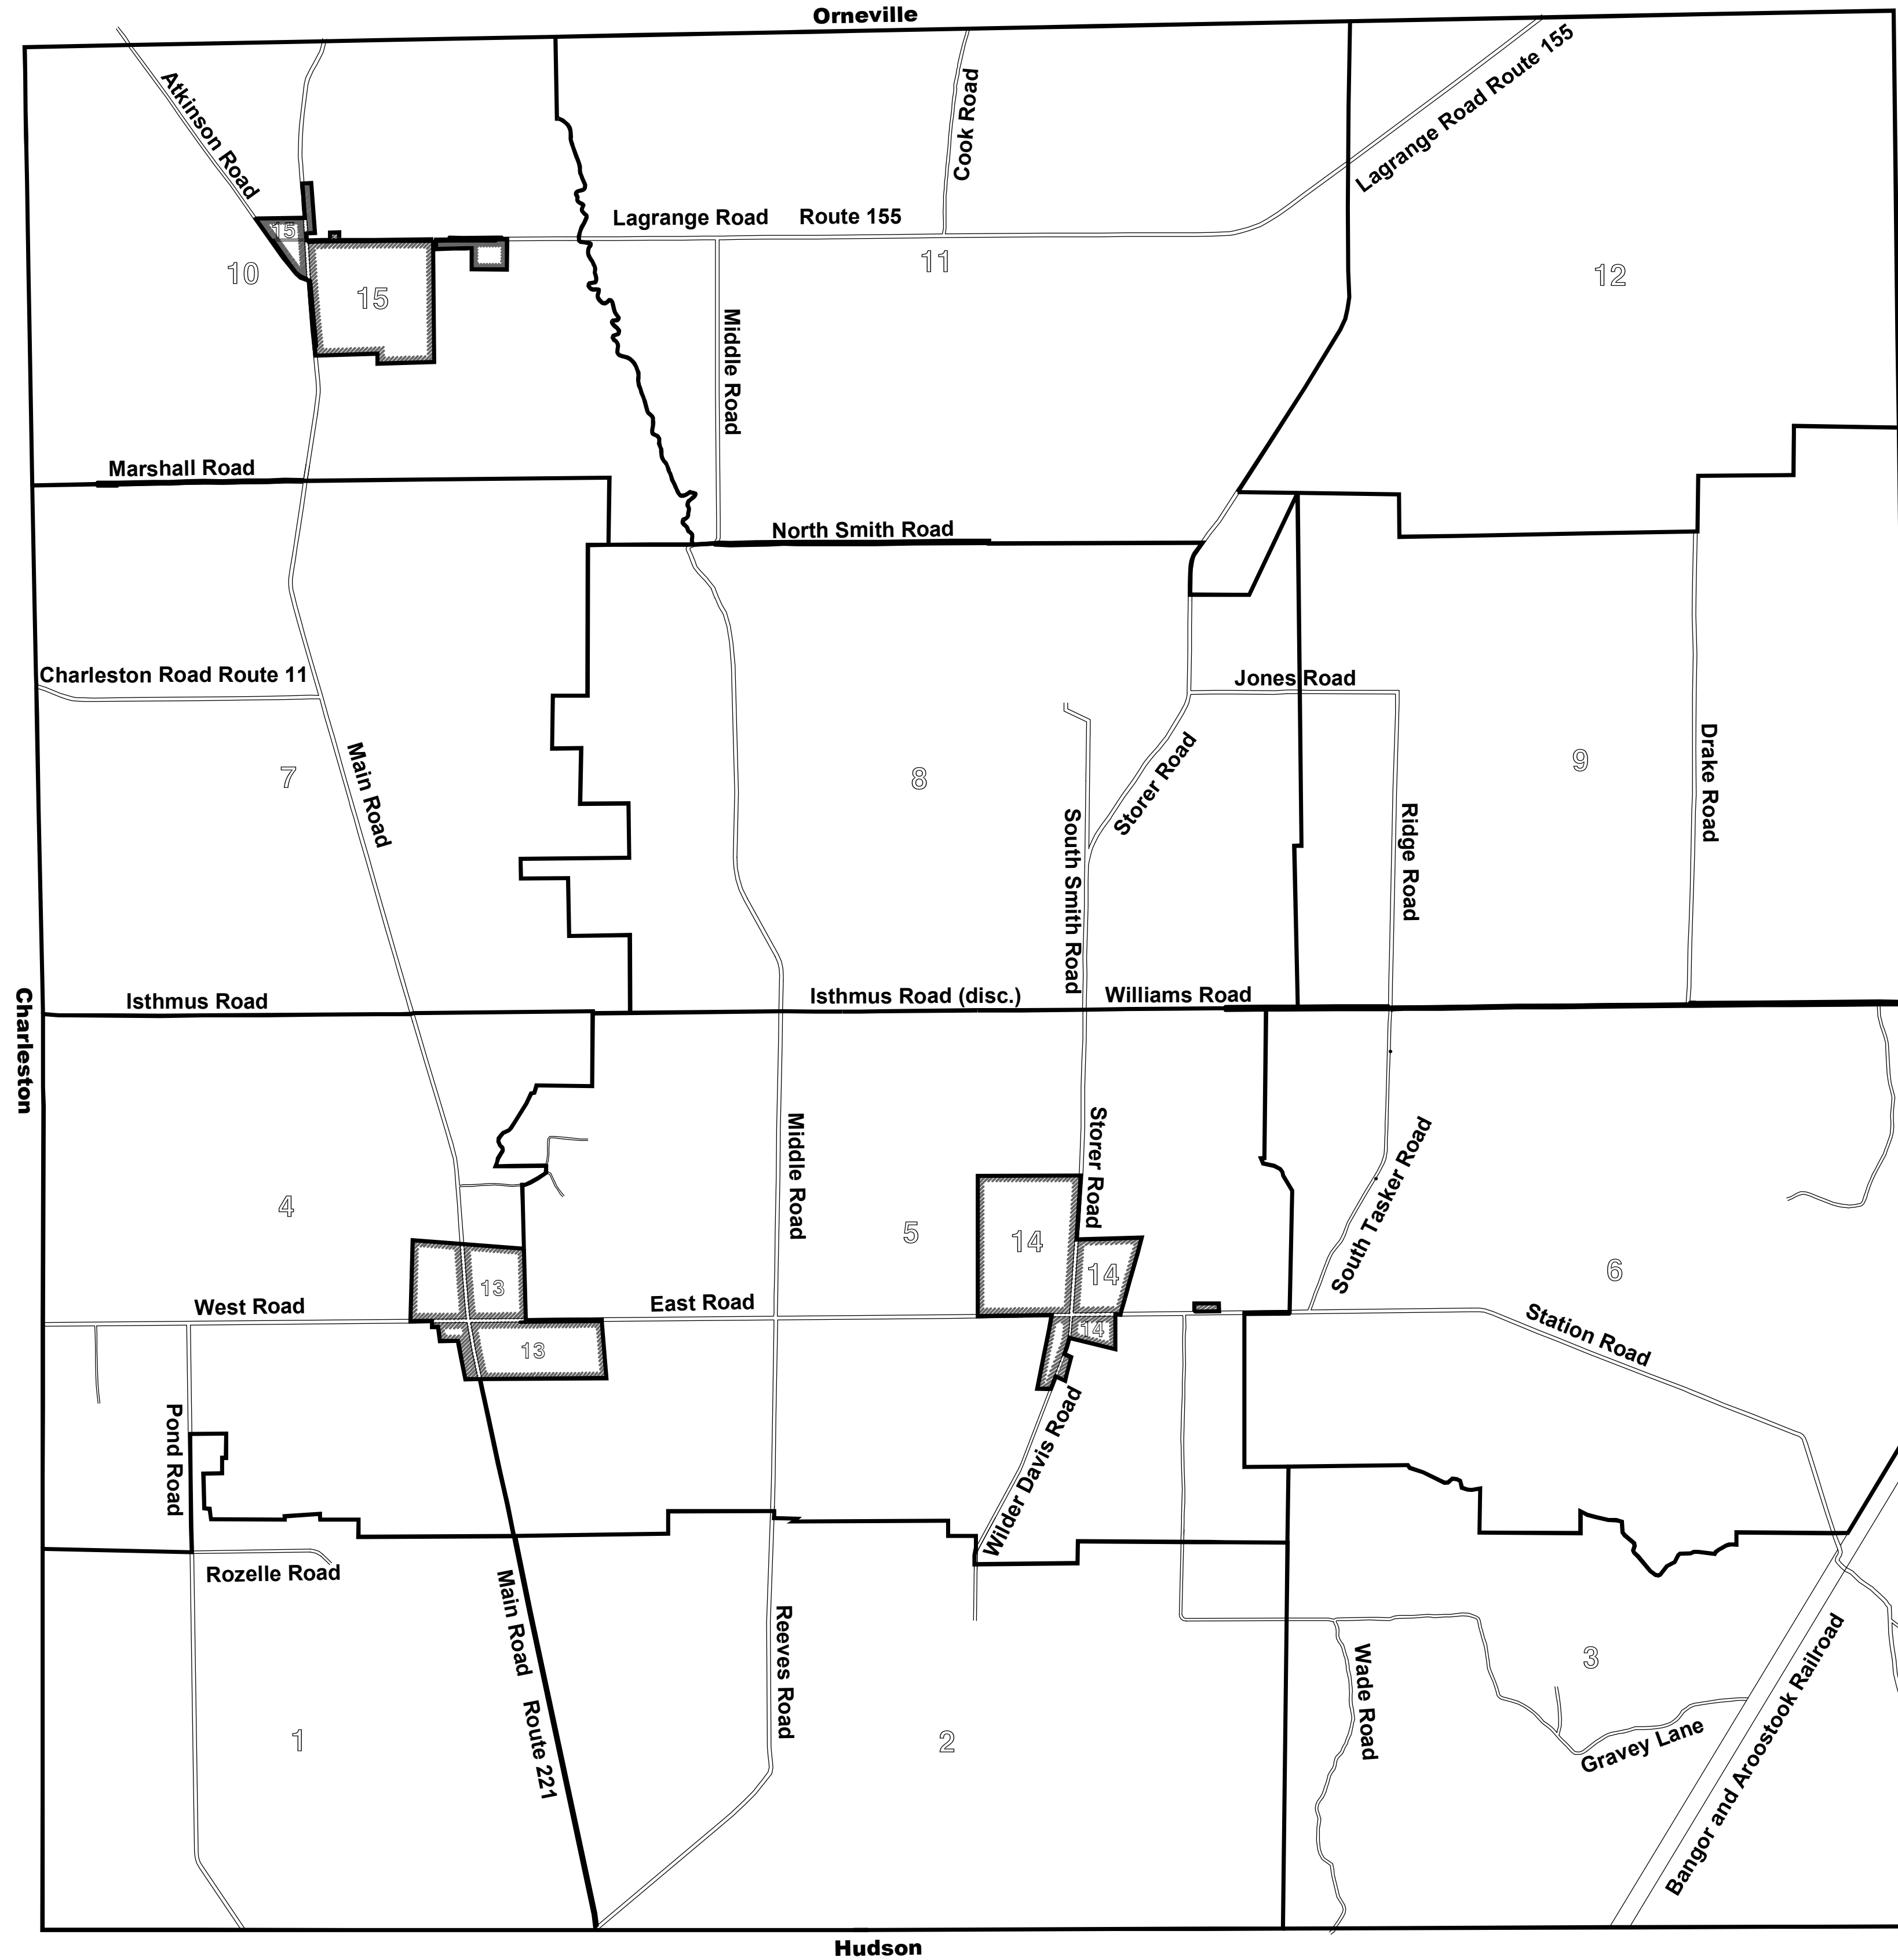 Orneville
Atkinson Road
Cook Road
Lagrange Road Route 155
Lagrange Road Route 155
15
10
11
12
15
Middle Road
Marshall Road
North Smith Road
Charleston Road Route 11
Jones Road
Main Road
7
8
Storer Road
9
Drake Road
South Smith Road
Ridge Road
Charleston
Isthmus Road
Isthmus Road (disc.)
Williams Road
Middle Road
Storer Road
South Tasker Road
4
5
14
14
6
13
West Road
East Road
14
Station Road
13
Pond Road
Wilder Davis Road
Rozelle Road
Main Road Route 221
Reeves Road
Wade Road
3
1
2
Gravey Lane
Bangor and Aroostook Railroad
Hudson